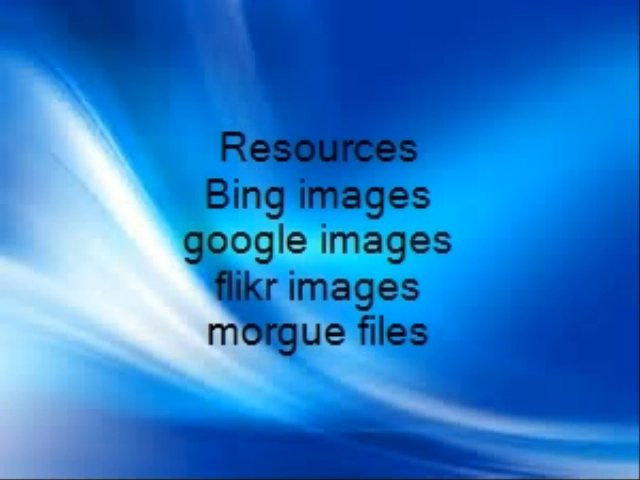 Resources
Bing images
google images
flikr images
morgue files